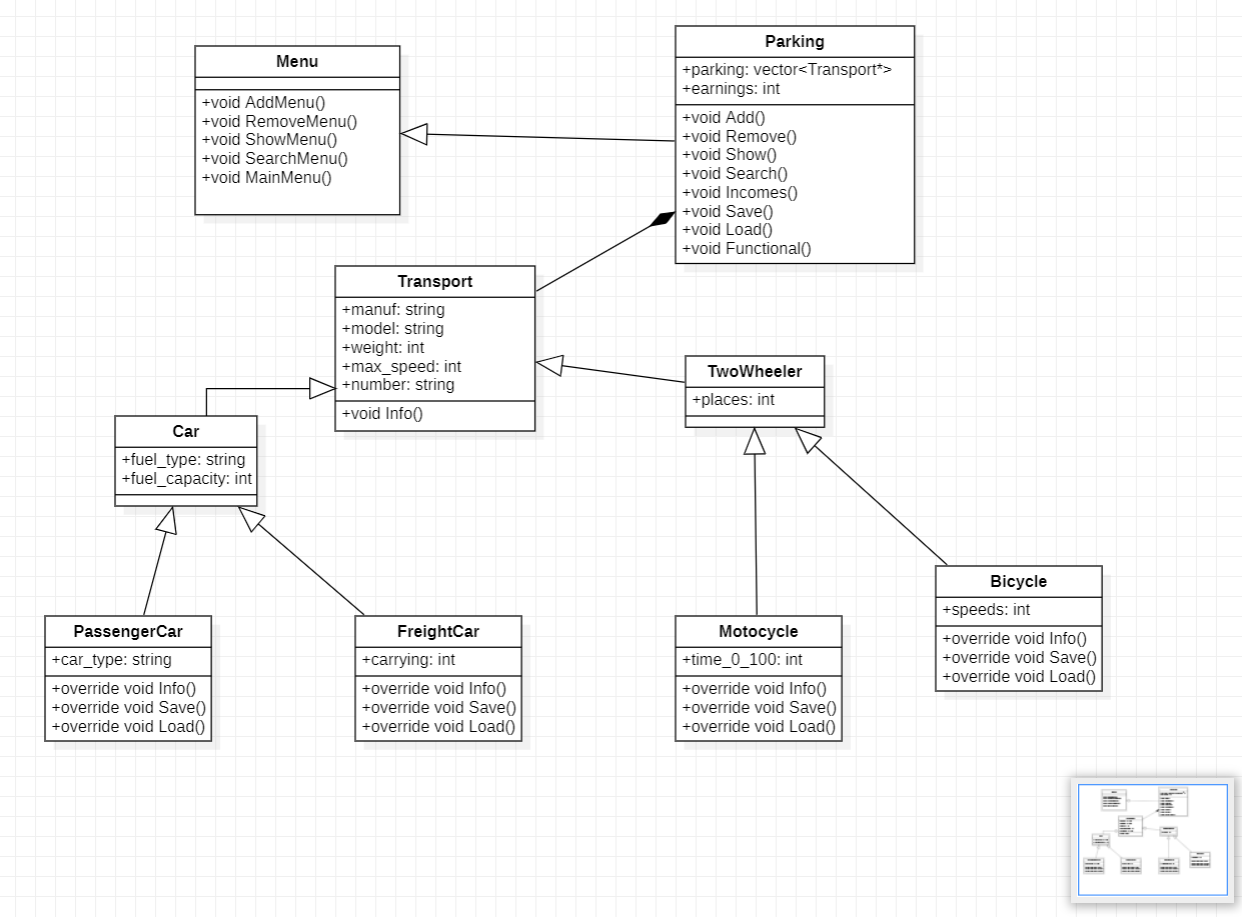 Menu
+void AddMenu()
+void RemoveMenu()
+void ShowMenu()
+void SearchMenu()
+void MainMenu()
Parking
+parking: vector<Transport*>
+earnings: int
+void Add()
+void Remove()
+void Show()
+void Search()
+void Incomes()
+void Save()
+void Load()
+void Functional()
Transport
+manuf: string
+model: string
+weight: int
+max_speed: int
+number: string
+void Info()
TwoWheeler
+places: int
Car
+fuel_type: string
+fuel_capacity: int
PassengerCar
+car_type: string
+override void Info()
+override void Save()
+override void Load()
FreightCar
+carrying: int
+override void Info()
+override void Save()
+override void Load()
Motocycle
+time_0_100: int
+override void Info()
+override void Save()
+override void Load()
Bicycle
+speeds: int
+override void Info()
+override void Save()
+override void Load()